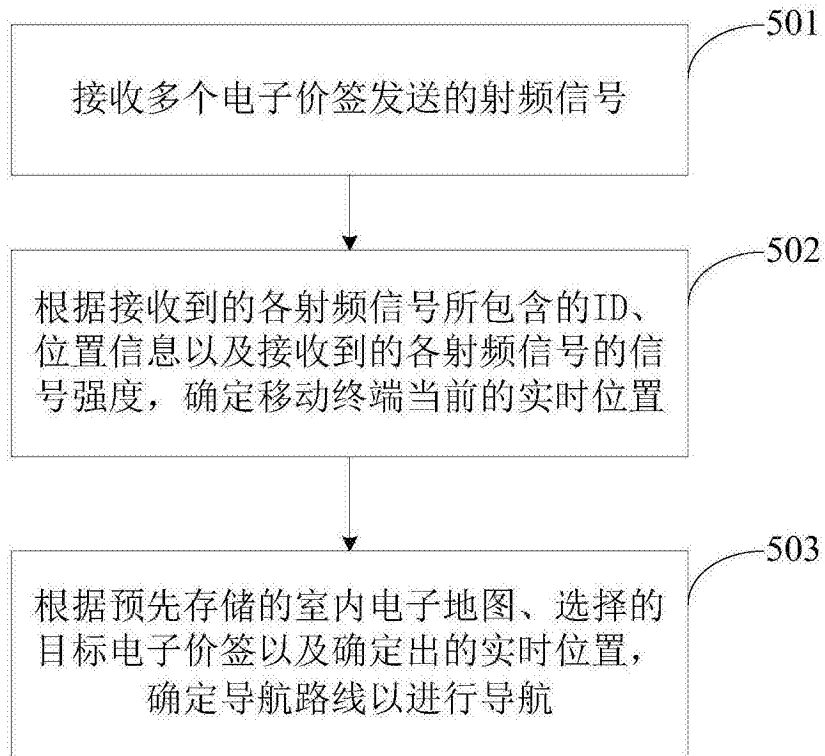 501
接收多个电子价签发送的射频信号
502
根据接收到的各射频信号所包含的ID、
位置信息以及接收到的各射频信号的信
号强度，确定移动终端当前的实时位置
503
根据预先存储的室内电子地图、选择的
目标电子价签以及确定出的实时位置，
确定导航路线以进行导航